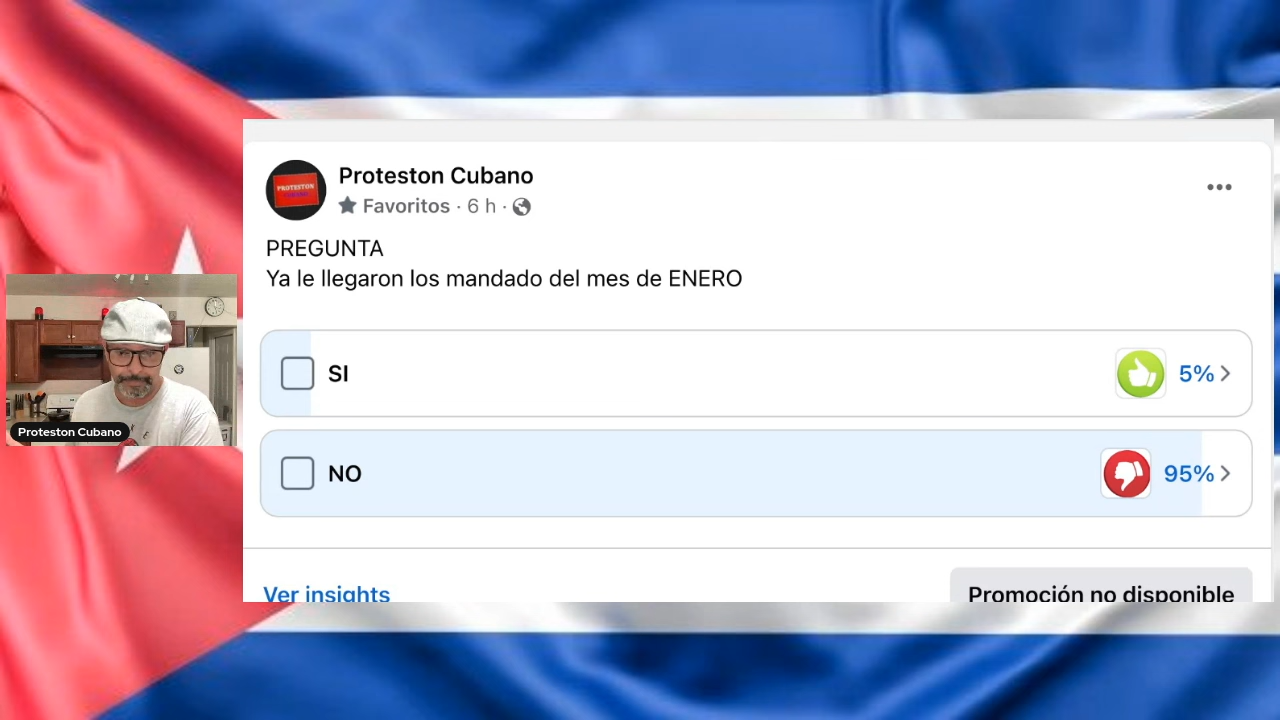 PROTESTON
Proteston Cubano
Favoritos · 6 h ·
PREGUNTA
Ya le llegaron los mandado del mes de ENERO
SI
5%
NO
95%
Ver insights
Promoción no disponible
Proteston Cubano